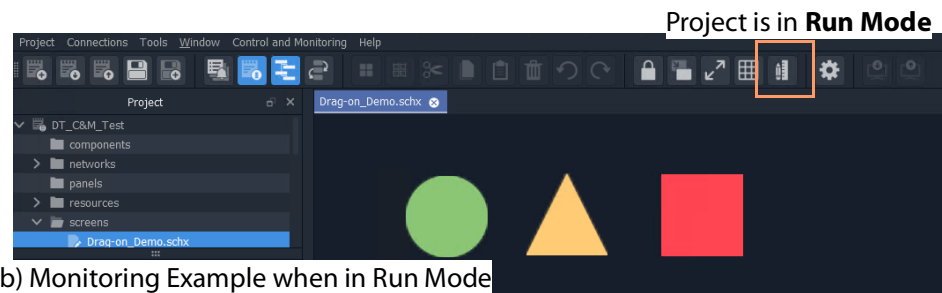 Project is in Run Mode
Project Connections Tools Window Control and Monitoring Help
Project
Drag-on_Demo.schx
DT_C&M_Test
components
networks
panels
resources
screens
Drag-on_Demo.schx
b) Monitoring Example when in Run Mode